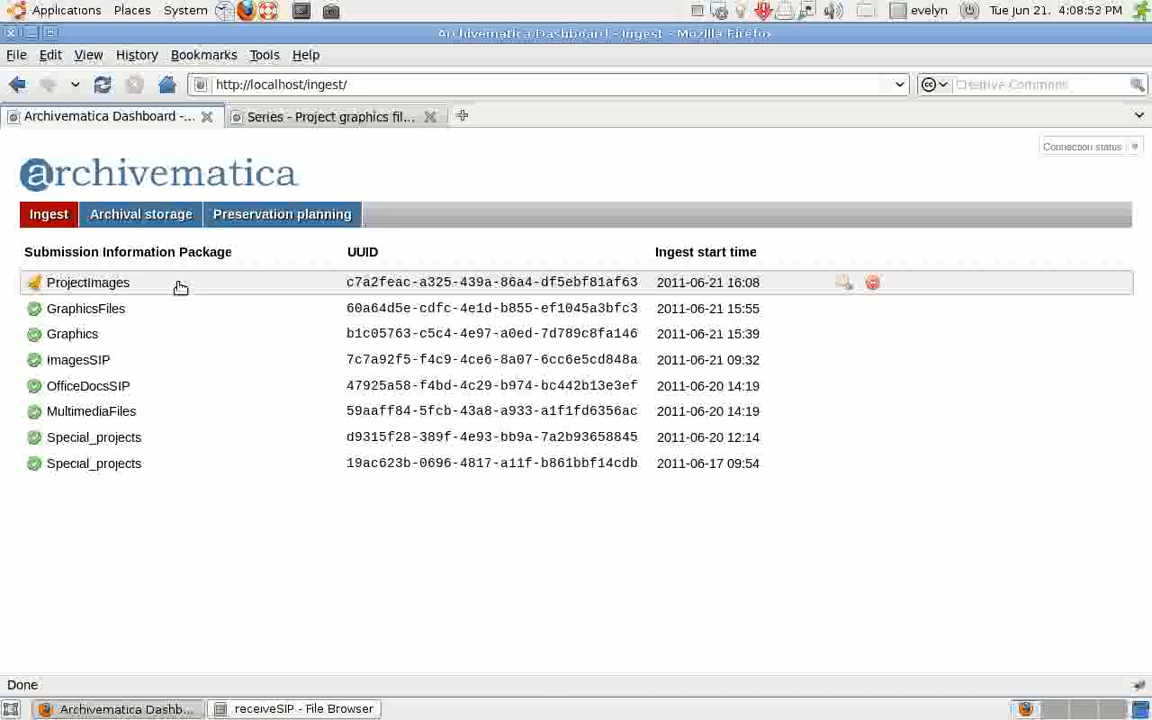 Applications Places System evelyn Tue Jun 21, 4:08:53 PM
Archivematica Dashboard - Ingest - Mozilla Firefox
File Edit View History Bookmarks Tools Help
http://localhost/ingest/ Creative Commons
Archivematica Dashboard -... Series - Project graphics fil...
Connection status
archivematica
Ingest Archival storage Preservation planning
Submission Information Package UUID Ingest start time
ProjectImages c7a2feac-a325-439a-86a4-df5ebf81af63 2011-06-21 16:08
GraphicsFiles 60a64d5e-cdfc-4e1d-b855-ef1045a3bfc3 2011-06-21 15:55
Graphics b1c05763-c5c4-4e97-a0ed-7d789c8fa146 2011-06-21 15:39
ImagesSIP 7c7a92f5-f4c9-4ce6-8a07-6cc6e5cd848a 2011-06-21 09:32
OfficeDocsSIP 47925a58-f4bd-4c29-b974-bc442b13e3ef 2011-06-20 14:19
MultimediaFiles 59aaff84-5fcb-43a8-a933-a1f1fd6356ac 2011-06-20 14:19
Special_projects d9315f28-389f-4e93-bb9a-7a2b93658845 2011-06-20 12:14
Special_projects 19ac623b-0696-4817-a11f-b861bbf14cdb 2011-06-17 09:54
Done
Archivematica Dashb... receiveSIP - File Browser